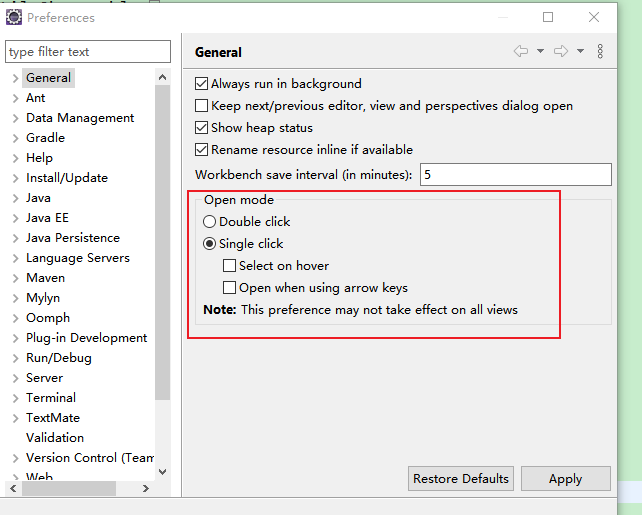 Preferences
type filter text
General
Ant
Data Management
Gradle
Help
Install/Update
Java
Java EE
Java Persistence
Language Servers
Maven
Mylyn
Oomph
Plug-in Development
Run/Debug
Server
Terminal
TextMate
Validation
Version Control (Team
Web
General
Always run in background
Keep next/previous editor, view and perspectives dialog open
Show heap status
Rename resource inline if available
Workbench save interval (in minutes): 5
Open mode
Double click
Single click
Select on hover
Open when using arrow keys
Note: This preference may not take effect on all views
Restore Defaults Apply